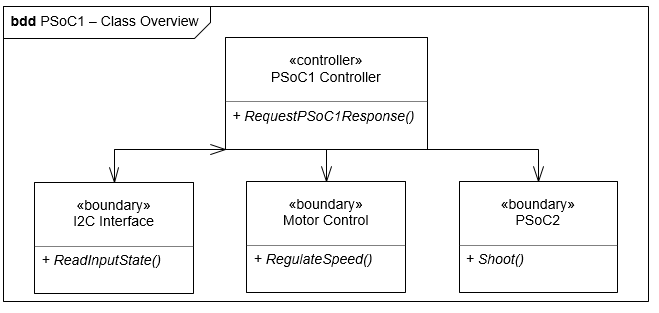 bdd PSoC1 – Class Overview
«controller»
PSoC1 Controller
+ RequestPSoC1Response()
«boundary»
I2C Interface
+ ReadInputState()
«boundary»
Motor Control
+ RegulateSpeed()
«boundary»
PSoC2
+ Shoot()